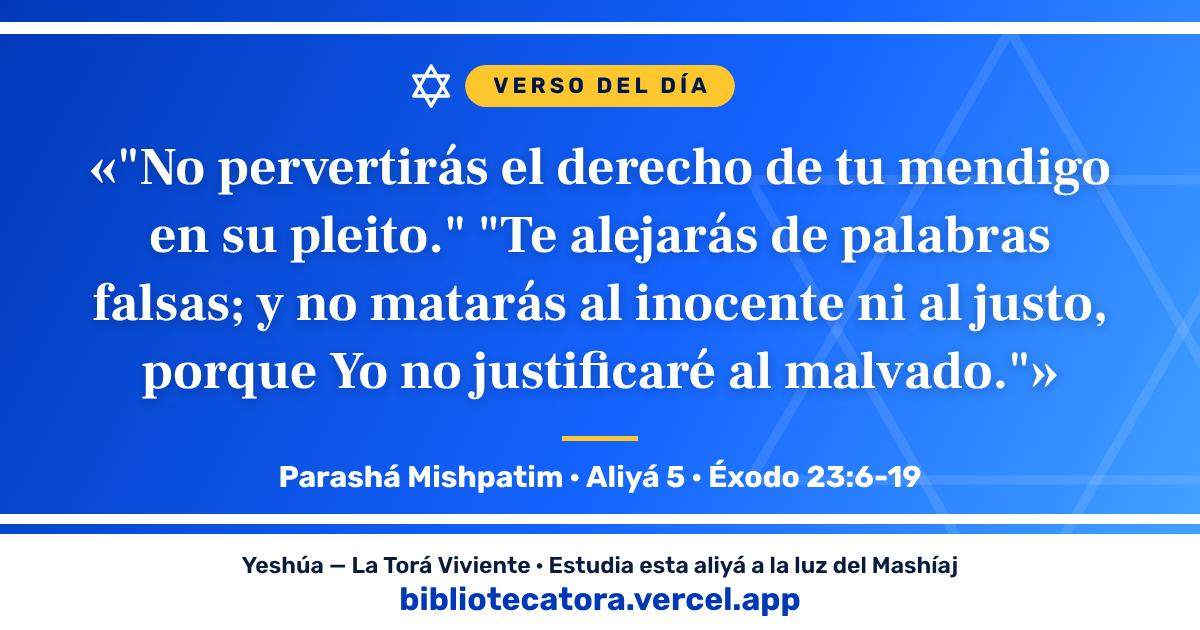 VERSO DEL DÍA
«"No pervertirás el derecho de tu mendigo
en su pleito." "Te alejarás de palabras
falsas; y no matarás al inocente ni al justo,
porque Yo no justificaré al malvado."»
Parashá Mishpatim • Aliyá 5 • Éxodo 23:6-19
Yeshúa — La Torá Viviente • Estudia esta aliyá a la luz del Mashíaj
bibliotecatora.vercel.app